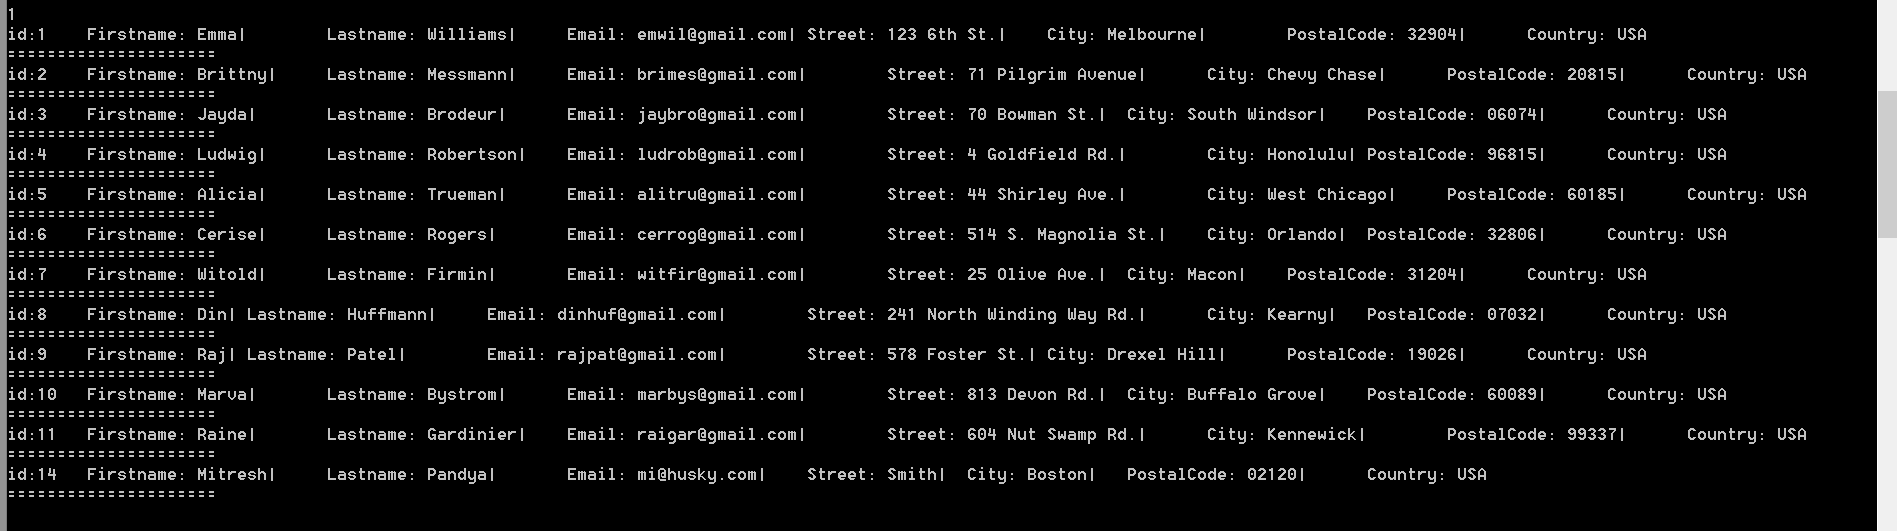 1
id:1 Firstname: Emma| Lastname: Williams| Email: emwil@gmail.com| Street: 123 6th St.| City: Melbourne| PostalCode: 32904| Country: USA
---------------------
id:2 Firstname: Brittny| Lastname: Messmann| Email: brimes@gmail.com| Street: 71 Pilgrim Avenue| City: Chevy Chase| PostalCode: 20815| Country: USA
---------------------
id:3 Firstname: Jayda| Lastname: Brodeur| Email: jaybro@gmail.com| Street: 70 Bowman St.| City: South Windsor| PostalCode: 06074| Country: USA
---------------------
id:4 Firstname: Ludwig| Lastname: Robertson| Email: ludrob@gmail.com| Street: 4 Goldfield Rd.| City: Honolulu| PostalCode: 96815| Country: USA
---------------------
id:5 Firstname: Alicia| Lastname: Trueman| Email: alitru@gmail.com| Street: 44 Shirley Ave.| City: West Chicago| PostalCode: 60185| Country: USA
---------------------
id:6 Firstname: Cerise| Lastname: Rogers| Email: cerrog@gmail.com| Street: 514 S. Magnolia St.| City: Orlando| PostalCode: 32806| Country: USA
---------------------
id:7 Firstname: Witold| Lastname: Firmin| Email: witfir@gmail.com| Street: 25 Olive Ave.| City: Macon| PostalCode: 31204| Country: USA
---------------------
id:8 Firstname: Din| Lastname: Huffmann| Email: dinhuf@gmail.com| Street: 241 North Winding Way Rd.| City: Kearny| PostalCode: 07032| Country: USA
---------------------
id:9 Firstname: Raj| Lastname: Patel| Email: rajpat@gmail.com| Street: 578 Foster St.| City: Drexel Hill| PostalCode: 19026| Country: USA
---------------------
id:10 Firstname: Marva| Lastname: Bystrom| Email: marbys@gmail.com| Street: 813 Devon Rd.| City: Buffalo Grove| PostalCode: 60089| Country: USA
---------------------
id:11 Firstname: Raine| Lastname: Gardinier| Email: raigar@gmail.com| Street: 604 Nut Swamp Rd.| City: Kennewick| PostalCode: 99337| Country: USA
---------------------
id:14 Firstname: Mitresh| Lastname: Pandya| Email: mi@husky.com| Street: Smith| City: Boston| PostalCode: 02120| Country: USA
---------------------